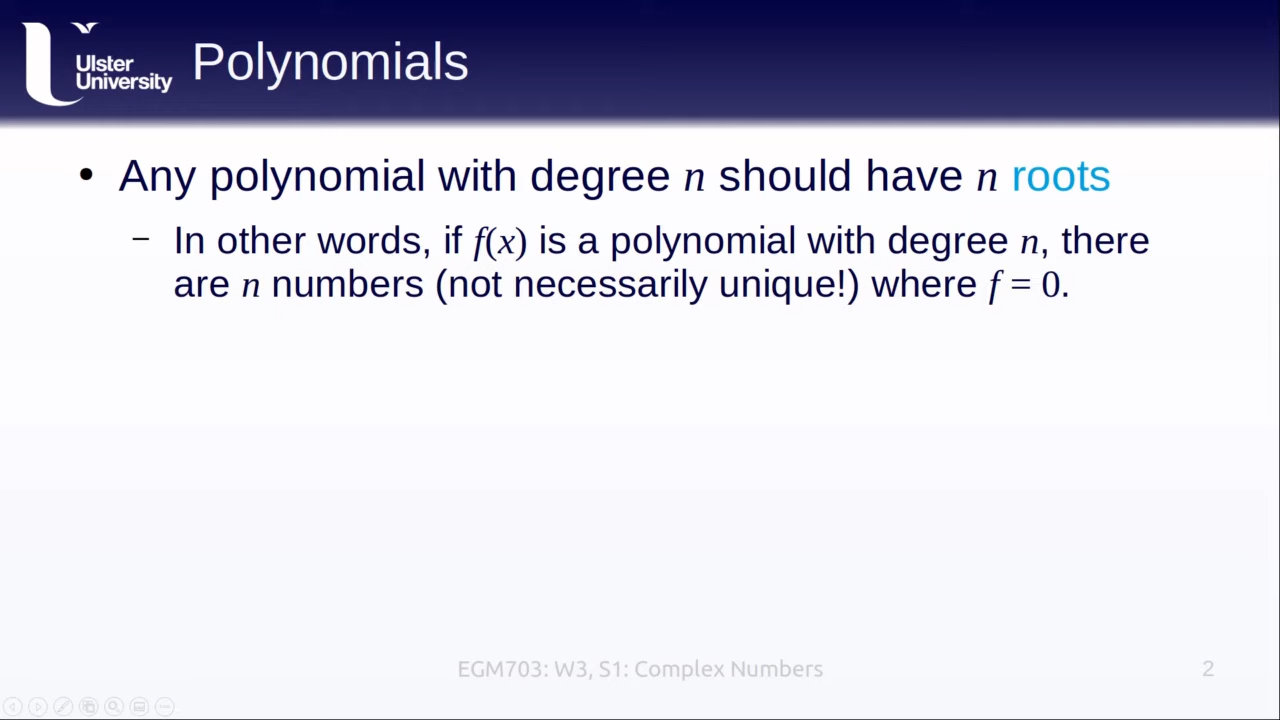 Ulster
University
Polynomials
• Any polynomial with degree n should have n roots
– In other words, if f(x) is a polynomial with degree n, there
are n numbers (not necessarily unique!) where f = 0.
EGM703: W3, S1: Complex Numbers
2